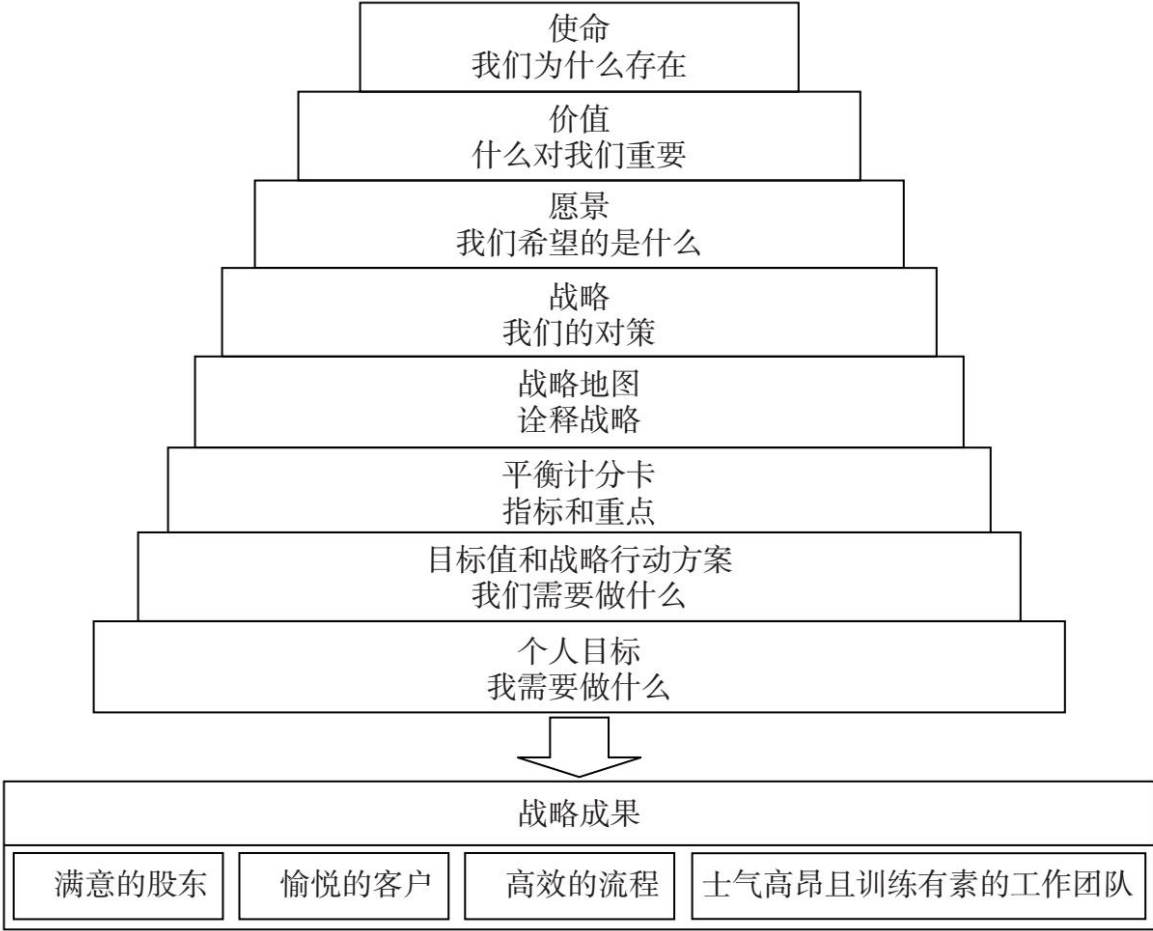 使命
我们为什么存在
价值
什么对我们重要
愿景
我们希望的是什么
战略
我们的对策
战略地图
诠释战略
平衡计分卡
指标和重点
目标值和战略行动方案
我们需要做什么
个人目标
我需要做什么
战略成果
满意的股东
愉悦的客户
高效的流程
士气高昂且训练有素的工作团队